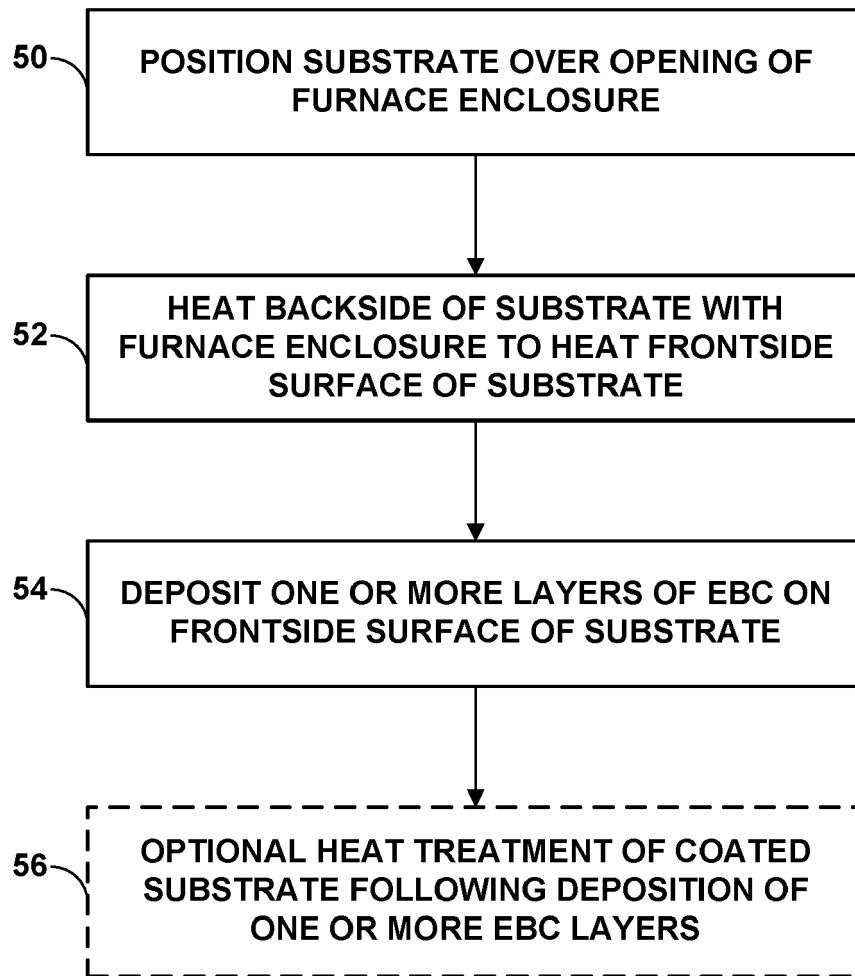 50
POSITION SUBSTRATE OVER OPENING OF
FURNACE ENCLOSURE
52
HEAT BACKSIDE OF SUBSTRATE WITH
FURNACE ENCLOSURE TO HEAT FRONTSIDE
SURFACE OF SUBSTRATE
54
DEPOSIT ONE OR MORE LAYERS OF EBC ON
FRONTSIDE SURFACE OF SUBSTRATE
56
OPTIONAL HEAT TREATMENT OF COATED
SUBSTRATE FOLLOWING DEPOSITION OF
ONE OR MORE EBC LAYERS